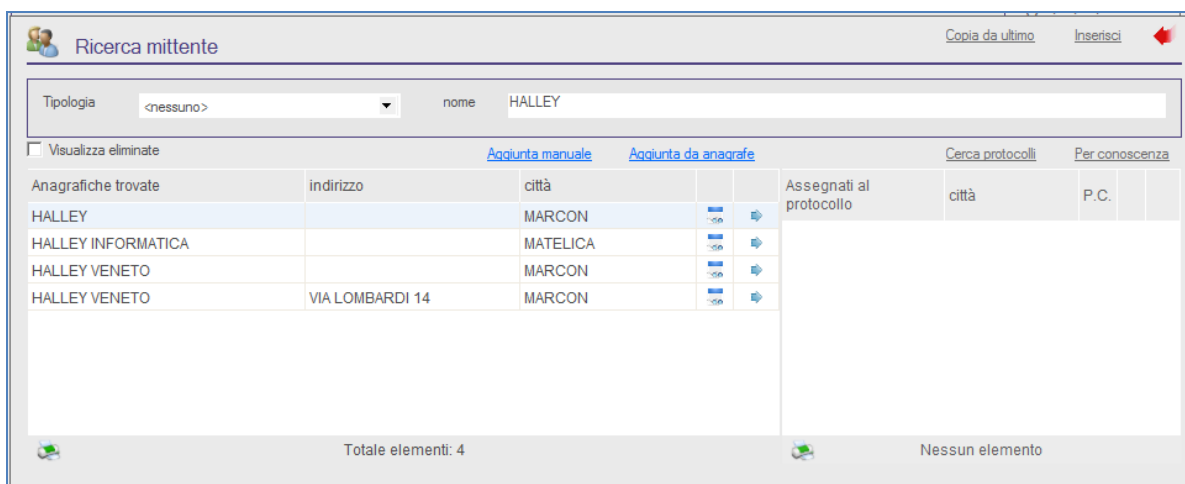 Ricerca mittente
Copia da ultimo Inserisci
Tipologia <nessuno> nome HALLEY
Visualizza eliminate Aggiunta manuale Aggiunta da anagrafe Cerca protocolli Per conoscenza
Anagrafiche trovate indirizzo città
HALLEY MARCON
HALLEY INFORMATICA MATELICA
HALLEY VENETO MARCON
HALLEY VENETO VIA LOMBARDI 14 MARCON
Totale elementi: 4
Assegnati al
protocollo città P.C.
Nessun elemento